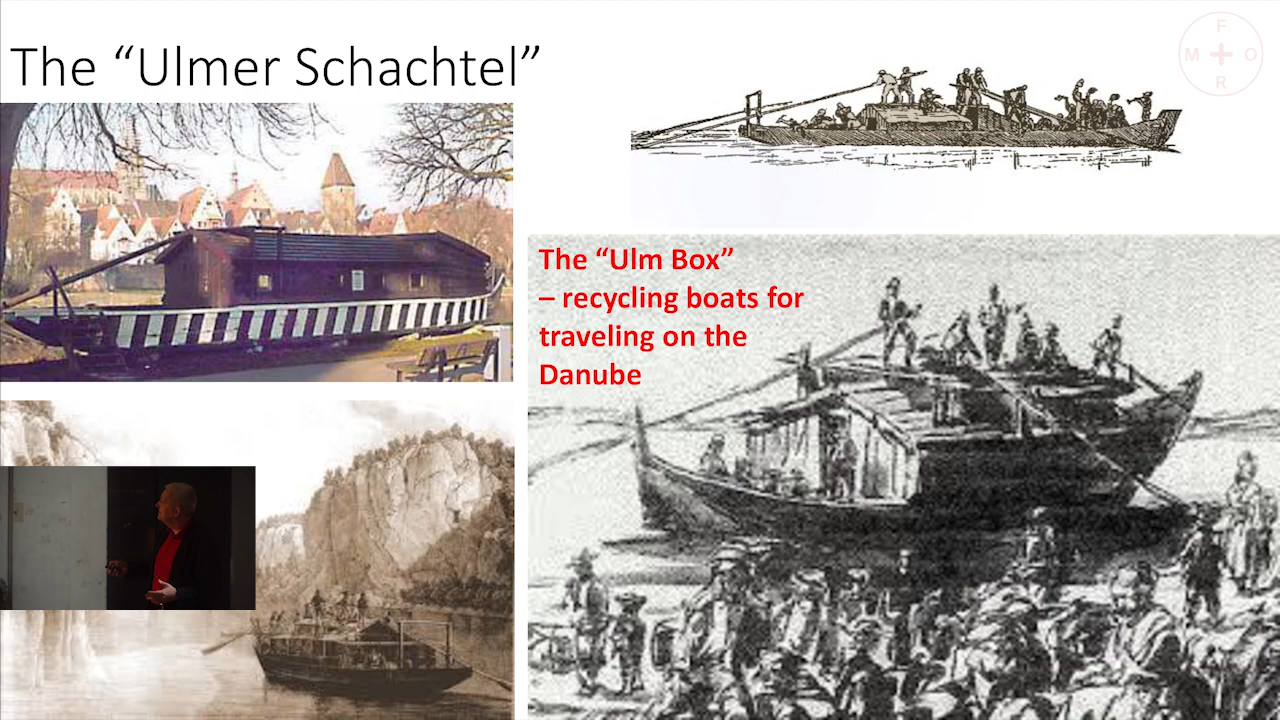 The “Ulmer Schachtel”
F
M O
R
The “Ulm Box”
– recycling boats for
traveling on the
Danube